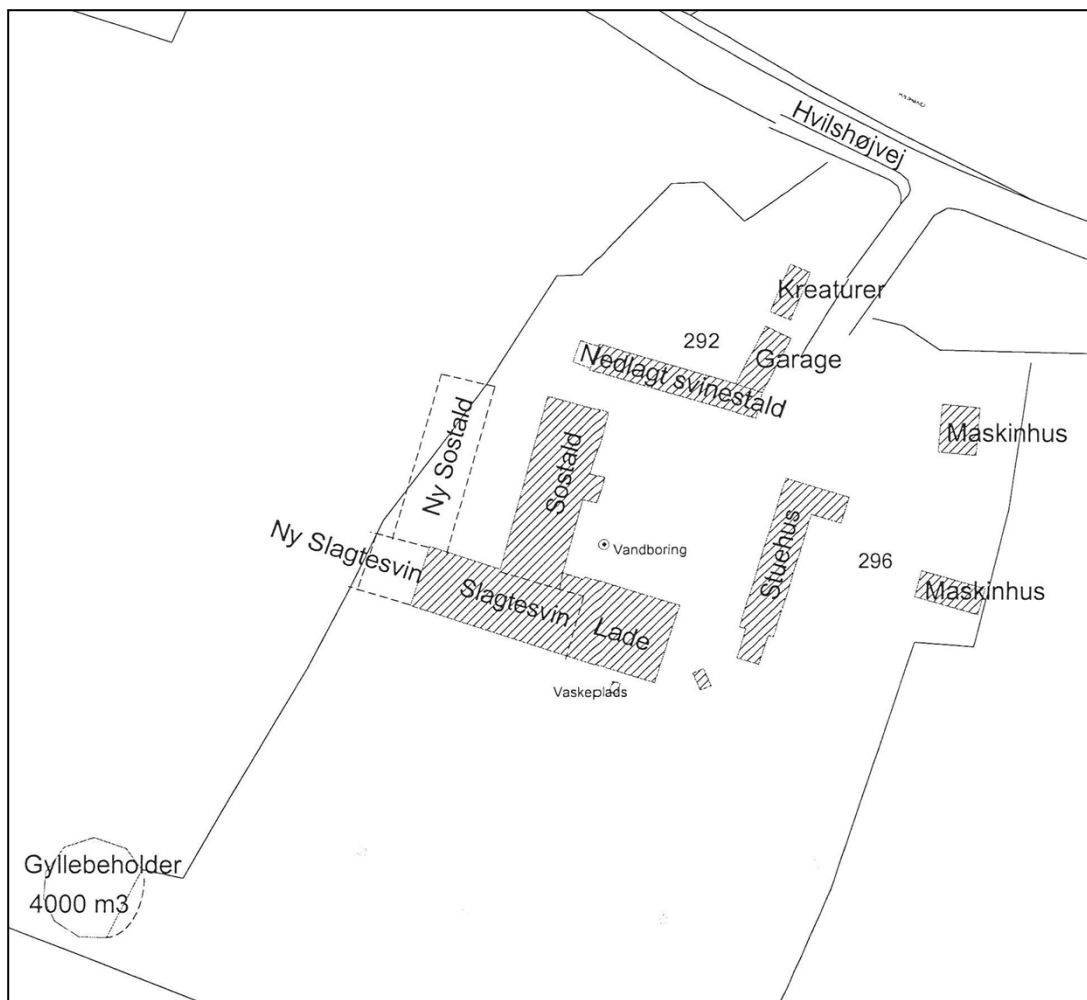 Hvilshøjvej
Kreaturer
292
Garage
Nedlagt svinestald
Maskinhus
Ny Sostald
Sostald
Ny Slagtesvin
Vandboring
Stuehus
296
Maskinhus
Slagtesvin
Lade
Vaskeplads
Gyllebeholder
4000 m3